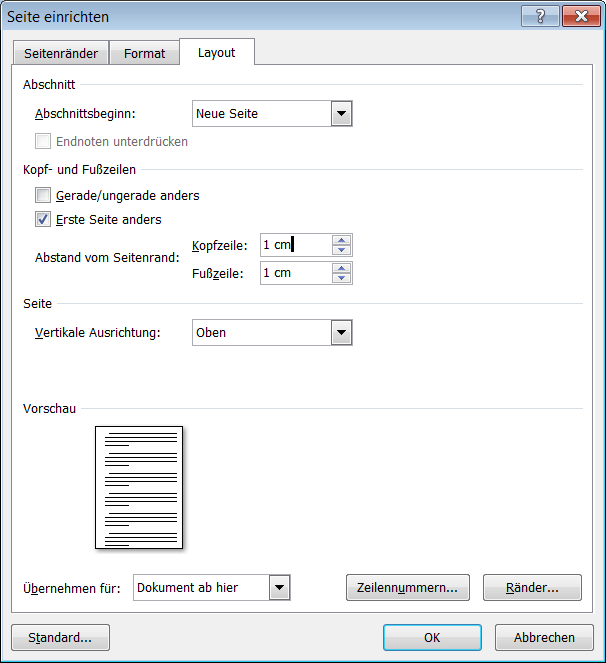 Seite einrichten
Seitenränder Format Layout
Abschnitt
Abschnittsbeginn: Neue Seite
Endnoten unterdrücken
Kopf- und Fußzeilen
Gerade/ungerade anders
Erste Seite anders
Abstand vom Seitenrand: Kopfzeile: 1 cm
Fußzeile: 1 cm
Seite
Vertikale Ausrichtung: Oben
Vorschau
Übernehmen für: Dokument ab hier Zeilennummern... Ränder...
Standard... OK Abbrechen